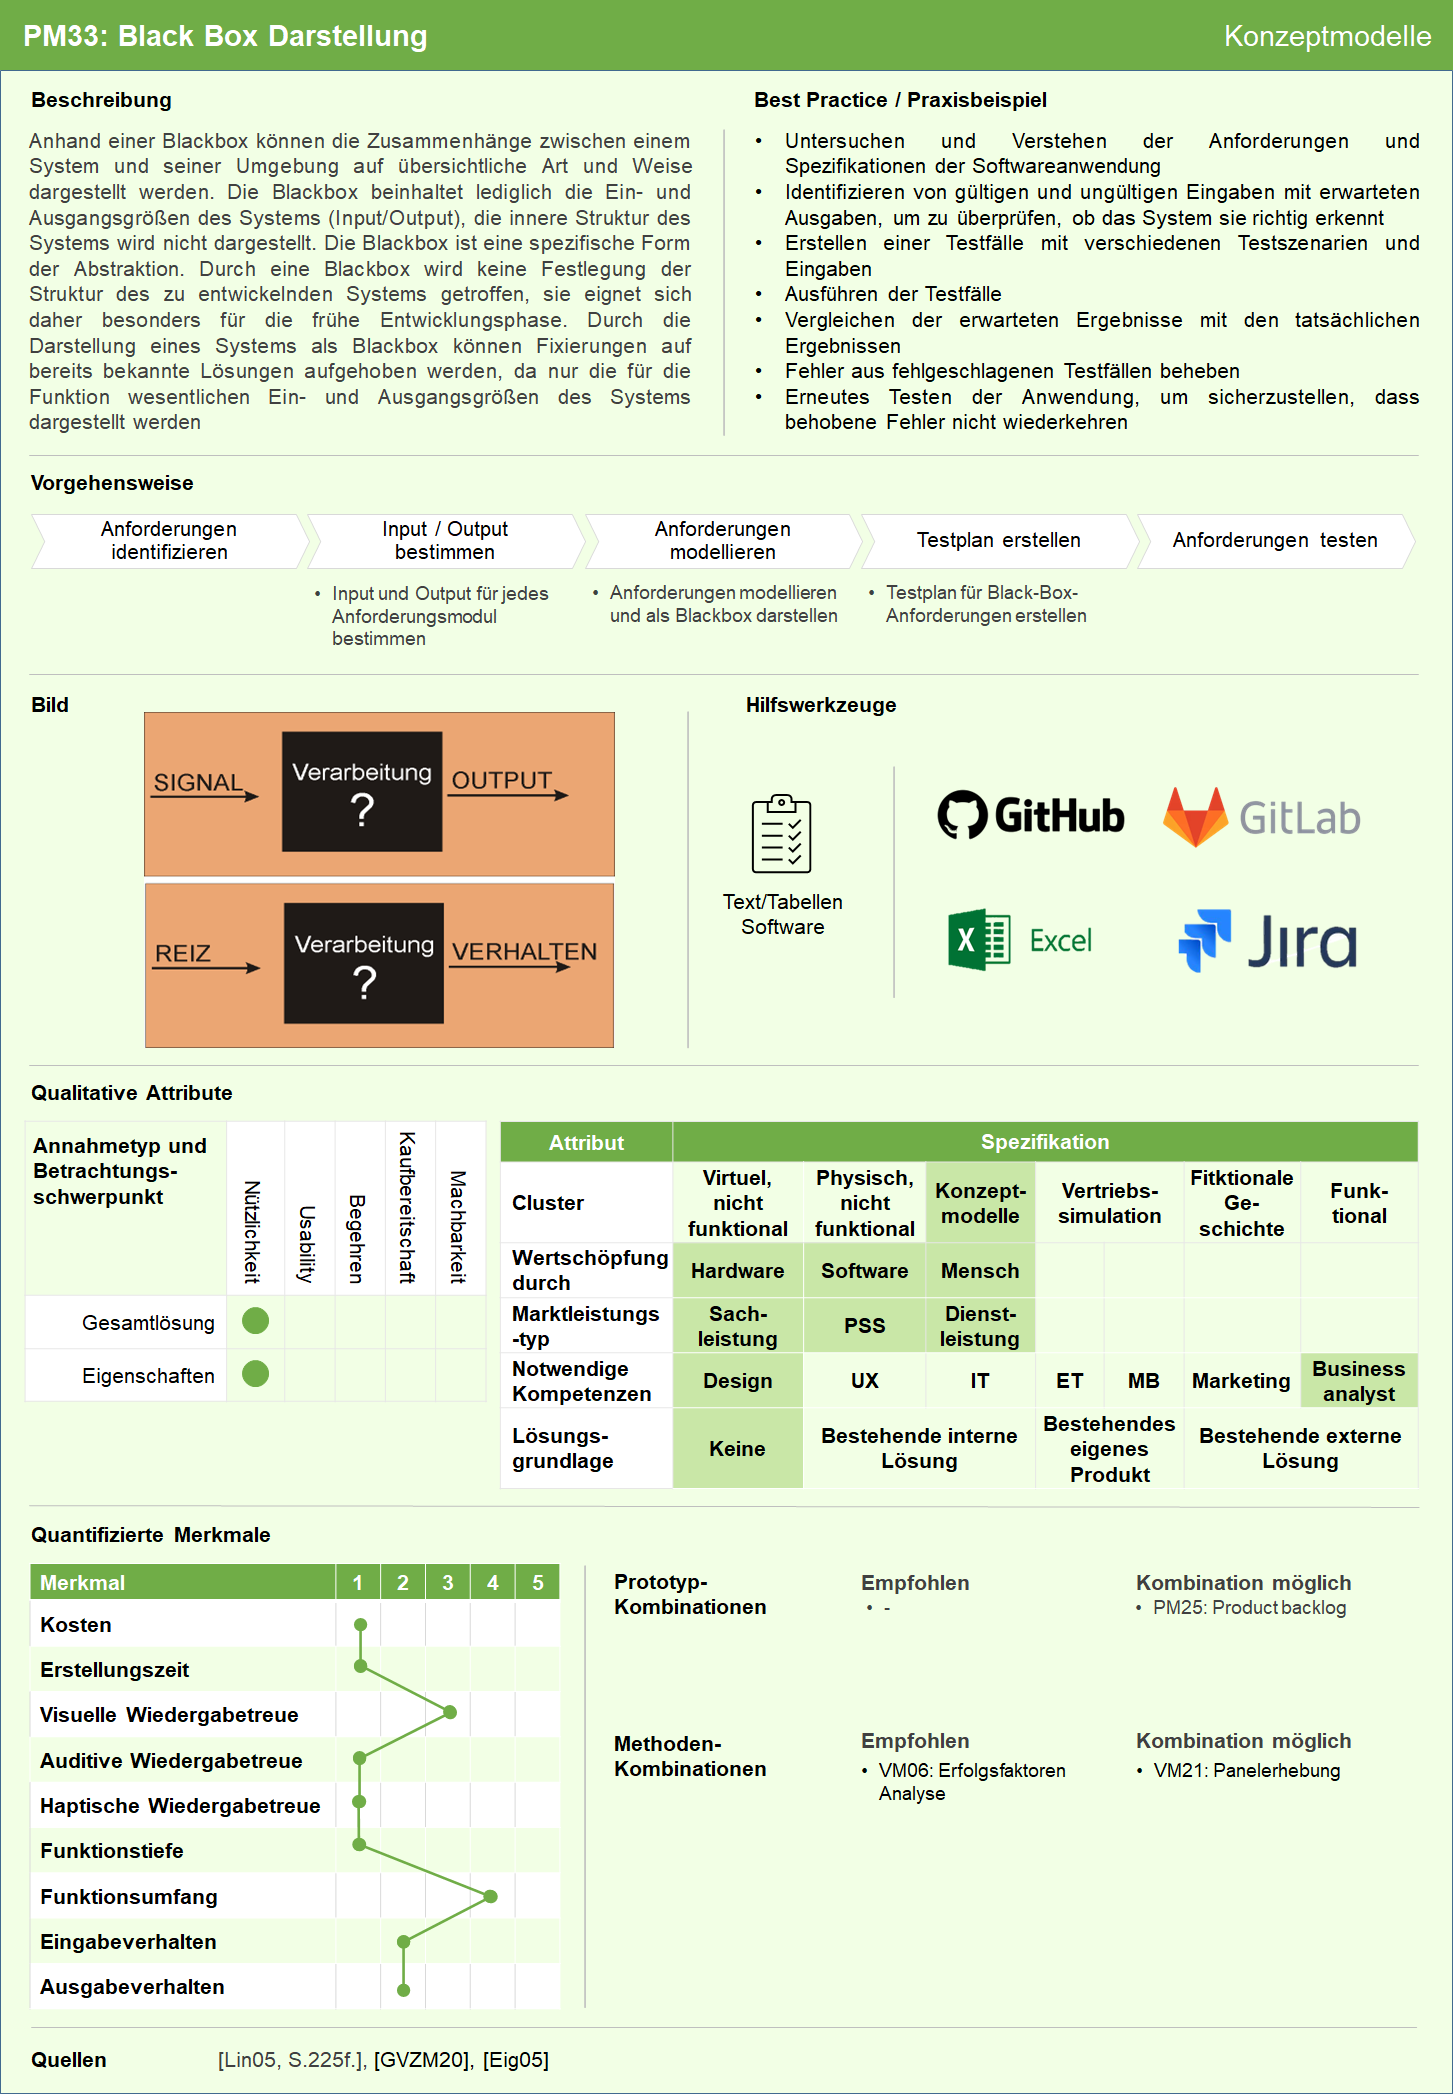 PM33: Black Box Darstellung
Konzeptmodelle
Beschreibung
Anhand einer Blackbox können die Zusammenhänge zwischen einem
System und seiner Umgebung auf übersichtliche Art und Weise
dargestellt werden. Die Blackbox beinhaltet lediglich die Ein- und
Ausgangsgrößen des Systems (Input/Output), die innere Struktur des
Systems wird nicht dargestellt. Die Blackbox ist eine spezifische Form
der Abstraktion. Durch eine Blackbox wird keine Festlegung der
Struktur des zu entwickelnden Systems getroffen, sie eignet sich
daher besonders für die frühe Entwicklungsphase. Durch die
Darstellung eines Systems als Blackbox können Fixierungen auf
bereits bekannte Lösungen aufgehoben werden, da nur die für die
Funktion wesentlichen Ein- und Ausgangsgrößen des Systems
dargestellt werden
Best Practice / Praxisbeispiel
• Untersuchen und Verstehen der Anforderungen und
Spezifikationen der Softwareanwendung
• Identifizieren von gültigen und ungültigen Eingaben mit erwarteten
Ausgaben, um zu überprüfen, ob das System sie richtig erkennt
• Erstellen einer Testfälle mit verschiedenen Testszenarien und
Eingaben
• Ausführen der Testfälle
• Vergleichen der erwarteten Ergebnisse mit den tatsächlichen
Ergebnissen
• Fehler aus fehlgeschlagenen Testfällen beheben
• Erneutes Testen der Anwendung, um sicherzustellen, dass
behobene Fehler nicht wiederkehren
Vorgehensweise
Anforderungen
identifizieren
Input / Output
bestimmen
Anforderungen
modellieren
Testplan erstellen
Anforderungen testen
• Input und Output für jedes
Anforderungsmodul
bestimmen
• Anforderungen modellieren
und als Blackbox darstellen
• Testplan für Black-Box-
Anforderungen erstellen
Bild
SIGNAL
Verarbeitung
?
OUTPUT
REIZ
Verarbeitung
?
VERHALTEN
Hilfswerkzeuge
Text/Tabellen
Software
GitHub
GitLab
X
Excel
Jira
Qualitative Attribute
Annahmetyp und
Betrachtungs-
schwerpunkt
Nützlichkeit
Usability
Begehren
Kaufbereitschaft
Machbarkeit
Gesamtlösung
Eigenschaften
Attribut
Spezifikation
Cluster
Virtuel,
nicht
funktional
Physisch,
nicht
funktional
Konzept-
modelle
Vertriebs-
simulation
Fitktionale
Ge-
schichte
Funk-
tional
Wertschöpfung
durch
Hardware
Software
Mensch
Marktleistungs
-typ
Sach-
leistung
PSS
Dienst-
leistung
Notwendige
Kompetenzen
Design
UX
IT
ET
MB
Marketing
Business
analyst
Lösungs-
grundlage
Keine
Bestehende interne
Lösung
Bestehendes
eigenes
Produkt
Bestehende externe
Lösung
Quantifizierte Merkmale
Merkmal 1 2 3 4 5
Kosten
Erstellungszeit
Visuelle Wiedergabetreue
Auditive Wiedergabetreue
Haptische Wiedergabetreue
Funktionstiefe
Funktionsumfang
Eingabeverhalten
Ausgabeverhalten
Prototyp-
Kombinationen
Empfohlen
• -
Kombination möglich
• PM25: Product backlog
Methoden-
Kombinationen
Empfohlen
• VM06: Erfolgsfaktoren
Analyse
Kombination möglich
• VM21: Panelerhebung
Quellen
[Lin05, S.225f.], [GVZM20], [Eig05]